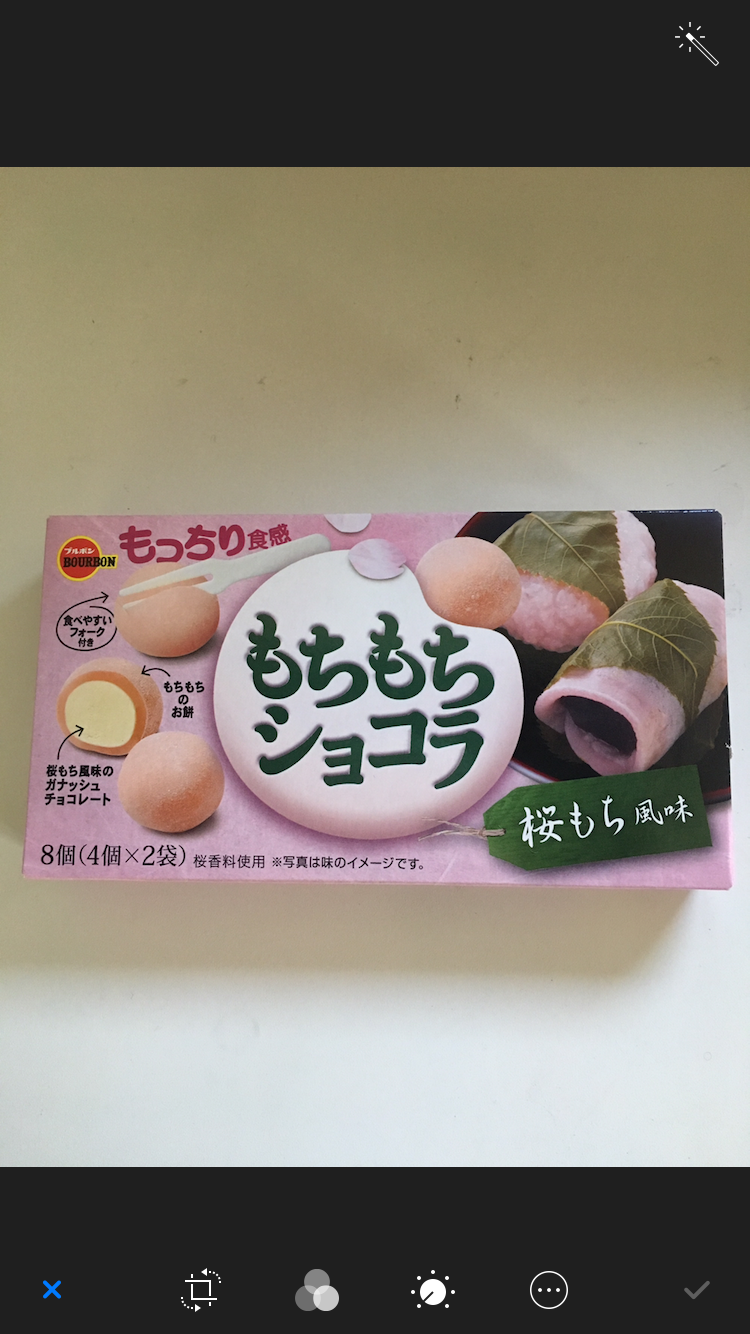 ブルボン
BOURBON
もっちり食感
食べやすい
フォーク
付き
もちもち
の
お餅
桜もち風味の
ガナッシュ
チョコレート
もちもち
ショコラ
桜もち風味
8個(4個×2袋) 桜香料使用 ※写真は味のイメージです。